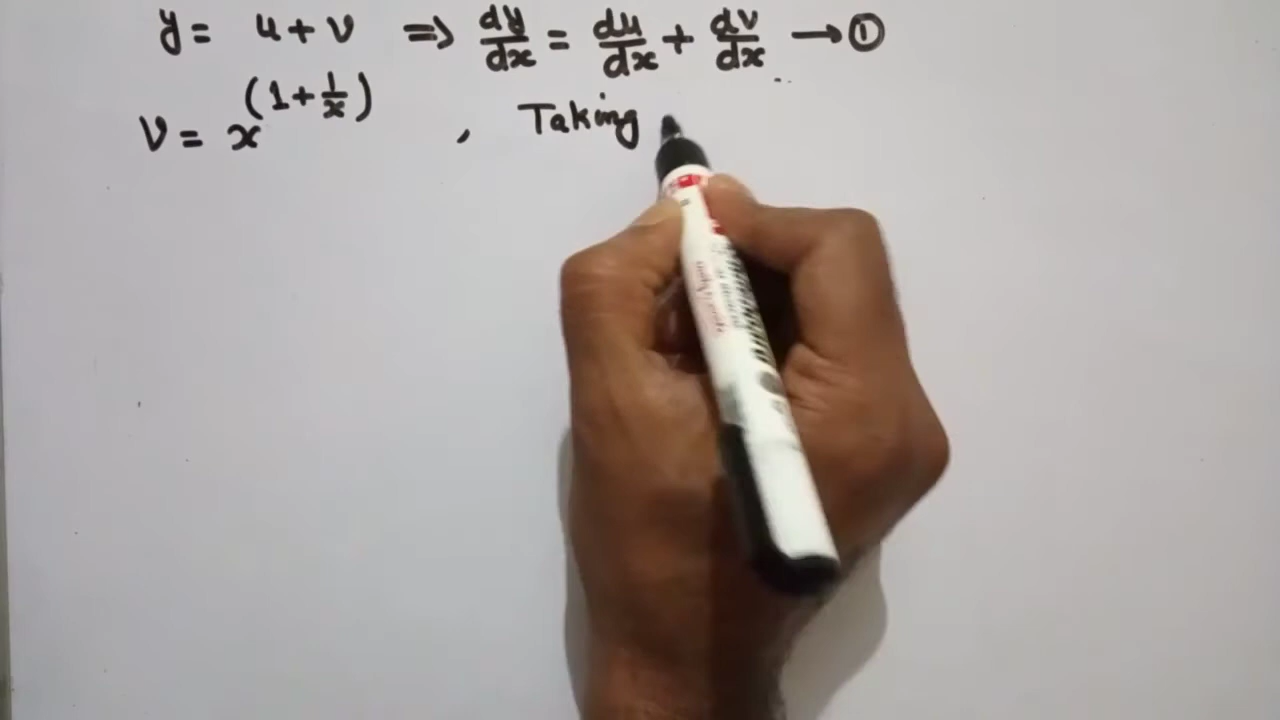 y = u + v ⇒ dy/dx = du/dx + dv/dx → ①
v = x^(1 + 1/x) , Taking